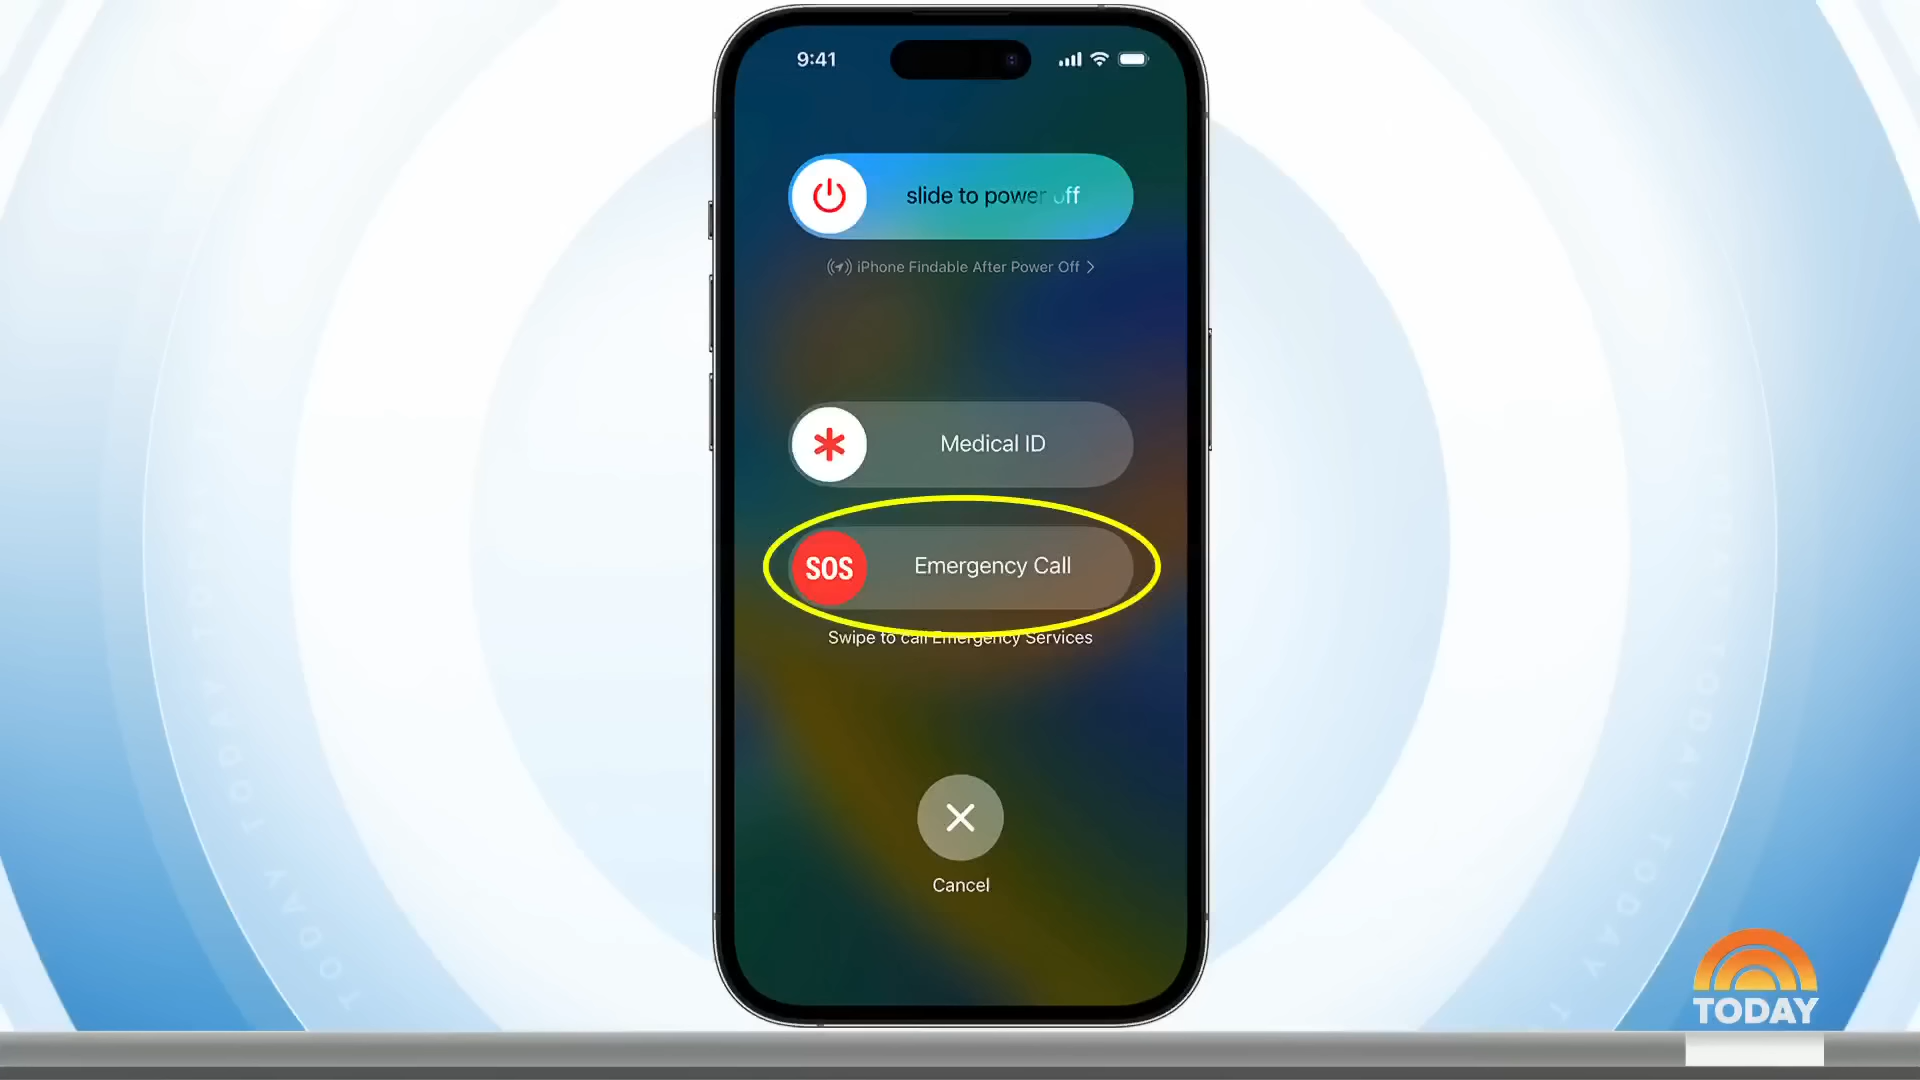 9:41
slide to power off
iPhone Findable After Power Off
Medical ID
SOS Emergency Call
Swipe to call Emergency Services
Cancel
TODAY